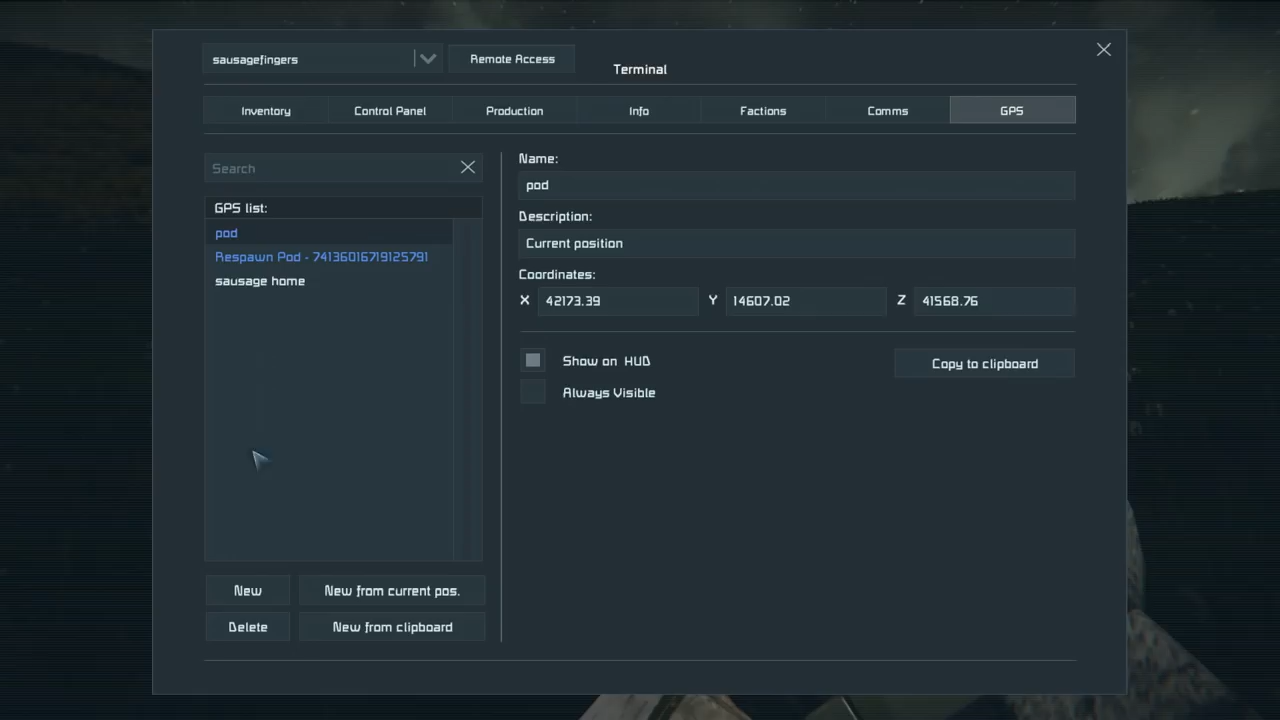 sausagefingers
Remote Access
Terminal
Inventory
Control Panel
Production
Info
Factions
Comms
GPS
Search
GPS list:
pod
Respawn Pod - 74136016719125791
sausage home
New
New from current pos.
Delete
New from clipboard
Name:
pod
Description:
Current position
Coordinates:
X 42173.39 Y 14607.02 Z 41568.76
Show on HUD
Copy to clipboard
Always Visible